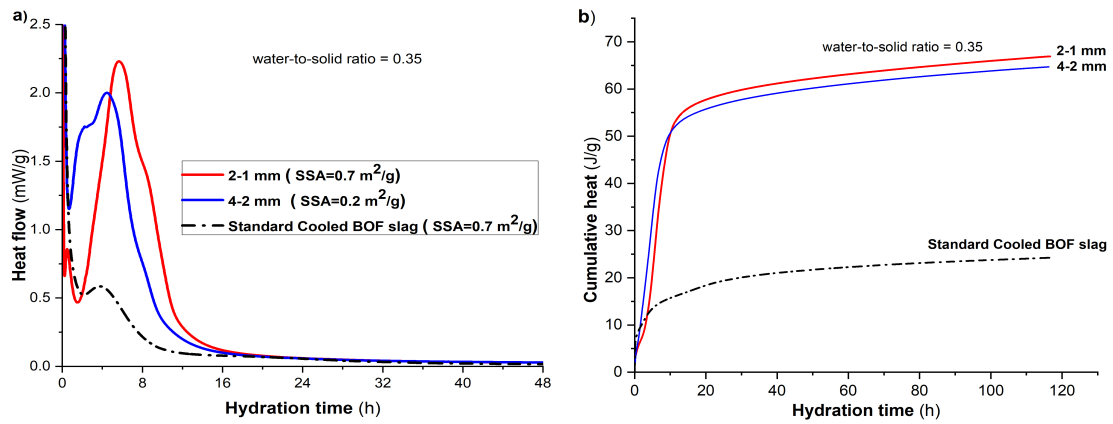 a)
2.5
2.0
1.5
1.0
0.5
0.0
Heat flow (mW/g)
water-to-solid ratio = 0.35
2-1 mm ( SSA=0.7 m²/g)
4-2 mm ( SSA=0.2 m²/g)
Standard Cooled BOF slag ( SSA=0.7 m²/g)
0 8 16 24 32 40 48
Hydration time (h)
b)
70
60
50
40
30
20
10
0
Cumulative heat (J/g)
water-to-solid ratio = 0.35
2-1 mm
4-2 mm
Standard Cooled BOF slag
0 20 40 60 80 100 120
Hydration time (h)